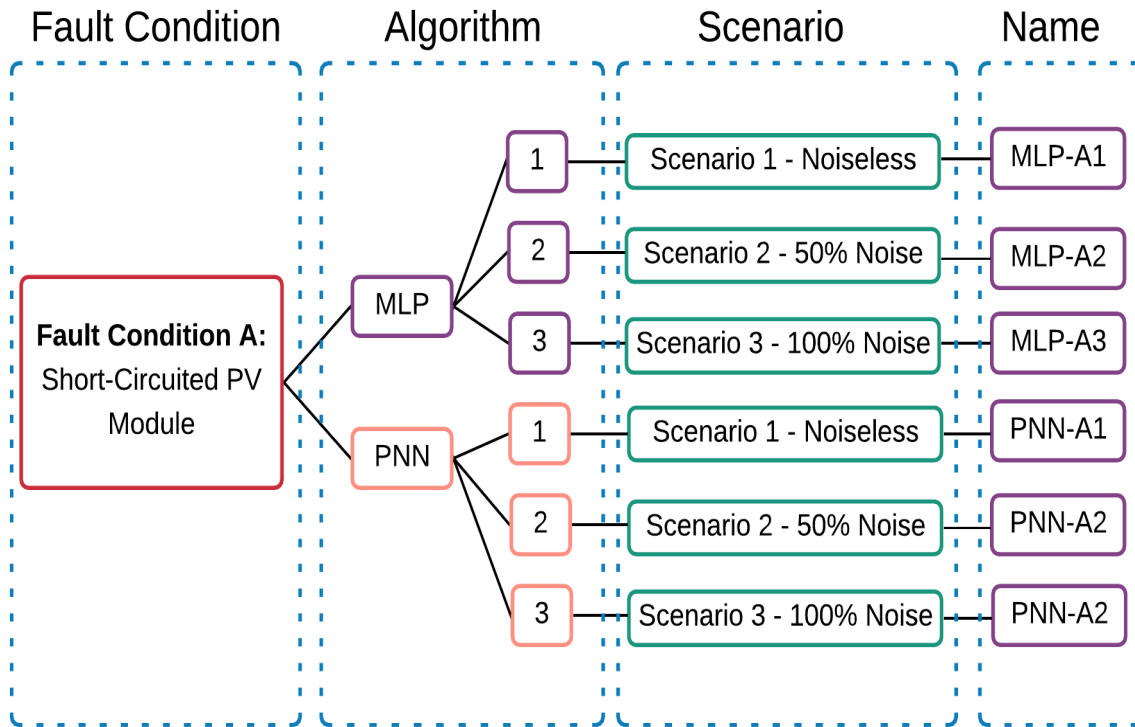 Fault Condition
Algorithm
Scenario
Name
Fault Condition A:
Short-Circuited PV
Module
MLP
1
Scenario 1 - Noiseless
MLP-A1
2
Scenario 2 - 50% Noise
MLP-A2
3
Scenario 3 - 100% Noise
MLP-A3
PNN
1
Scenario 1 - Noiseless
PNN-A1
2
Scenario 2 - 50% Noise
PNN-A2
3
Scenario 3 - 100% Noise
PNN-A2